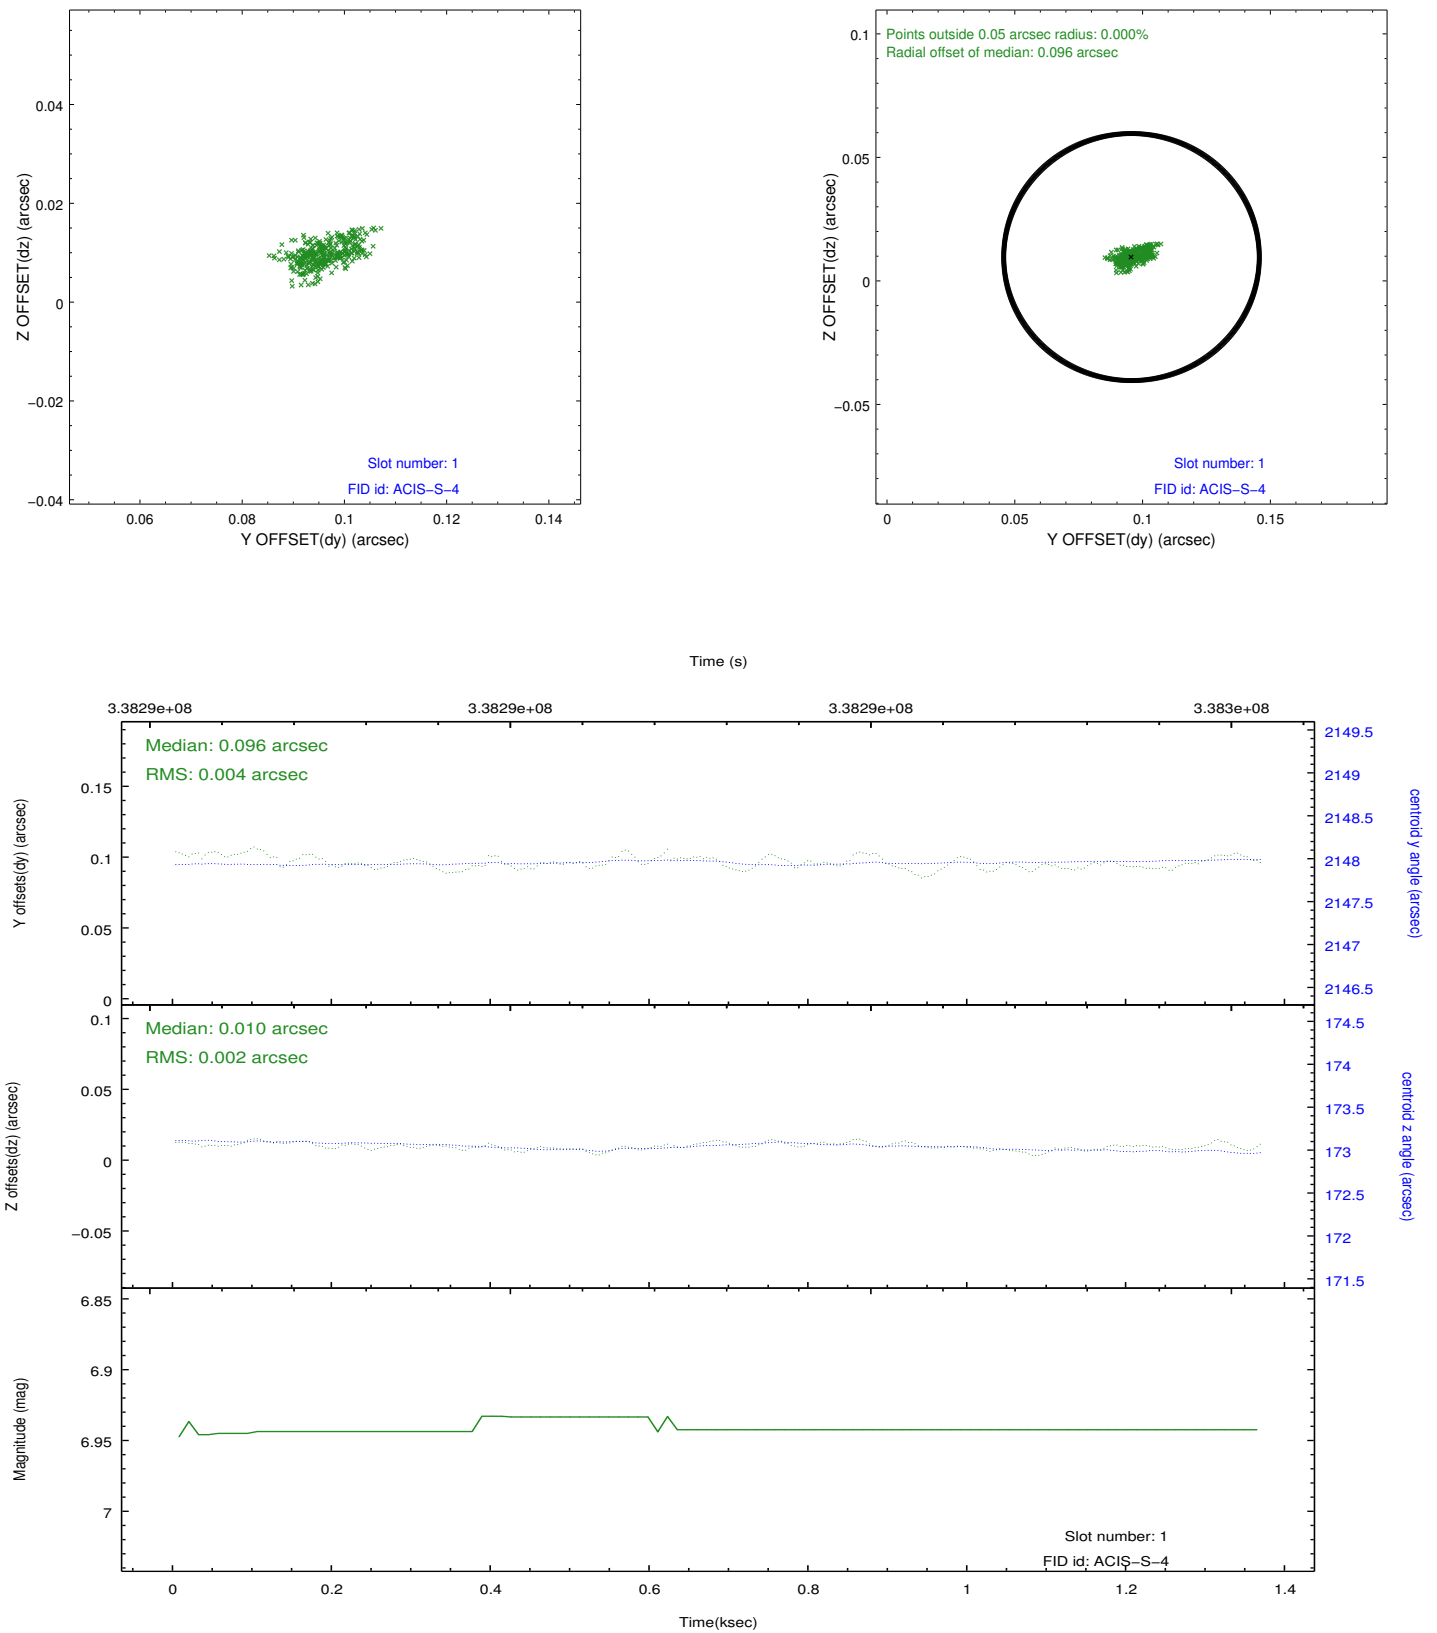 0.04
0.02
0
−0.02
−0.04
Z OFFSET(dz) (arcsec)
Slot number: 1
FID id: ACIS−S−4
0.06
0.08
0.1
0.12
0.14
Y OFFSET(dy) (arcsec)
Points outside 0.05 arcsec radius: 0.000%
Radial offset of median: 0.096 arcsec
0.1
0.05
0
−0.05
Z OFFSET(dz) (arcsec)
Slot number: 1
FID id: ACIS−S−4
0
0.05
0.1
0.15
Y OFFSET(dy) (arcsec)
Time (s)
3.3829e+08
3.3829e+08
3.3829e+08
3.383e+08
Median: 0.096 arcsec
RMS: 0.004 arcsec
0.15
0.1
0.05
0
Y offsets(dy) (arcsec)
2149.5
2149
2148.5
2148
2147.5
2147
2146.5
centroid y angle (arcsec)
Median: 0.010 arcsec
RMS: 0.002 arcsec
0.1
0.05
0
−0.05
Z offsets(dz) (arcsec)
174.5
174
173.5
173
172.5
172
171.5
centroid z angle (arcsec)
6.85
6.9
6.95
7
Magnitude (mag)
Slot number: 1
FID id: ACIS−S−4
0
0.2
0.4
0.6
0.8
1
1.2
1.4
Time(ksec)